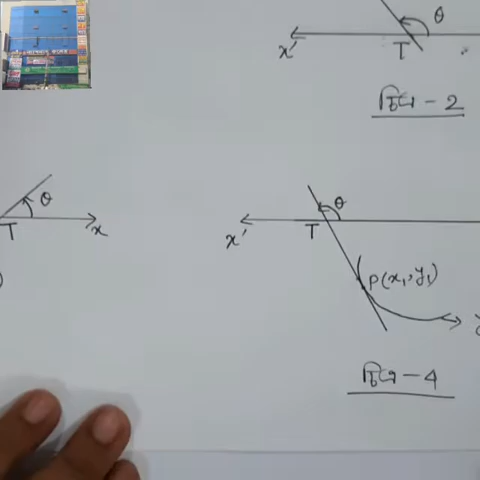 θ
x' T
চিত্র - 2
θ
T x
θ
x' T
P(x₁, y₁)
চিত্র - 4